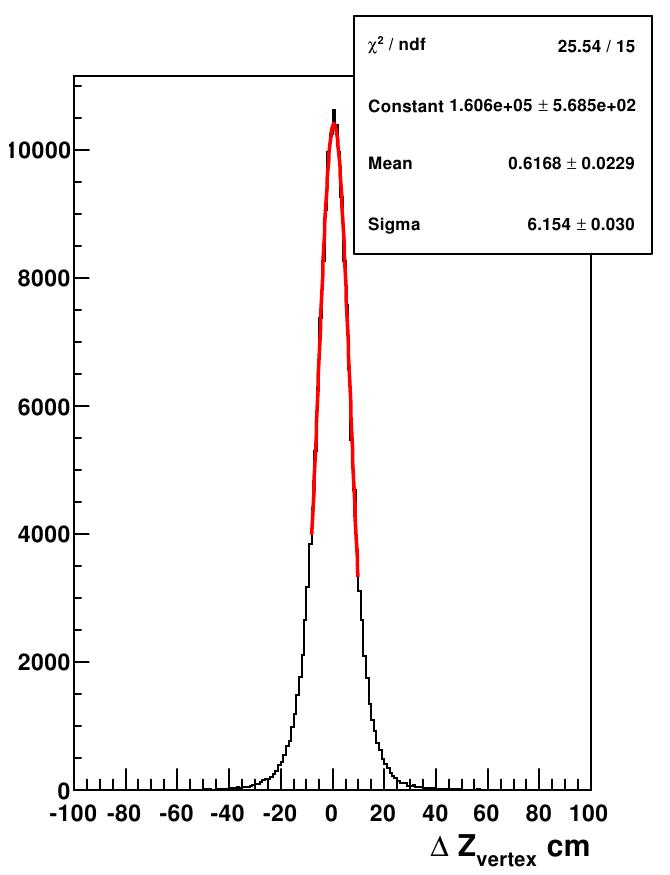 χ² / ndf 25.54 / 15
Constant 1.606e+05 ± 5.685e+02
Mean 0.6168 ± 0.0229
Sigma 6.154 ± 0.030
10000
8000
6000
4000
2000
0
-100 -80 -60 -40 -20 0 20 40 60 80 100
Δ Zvertex cm